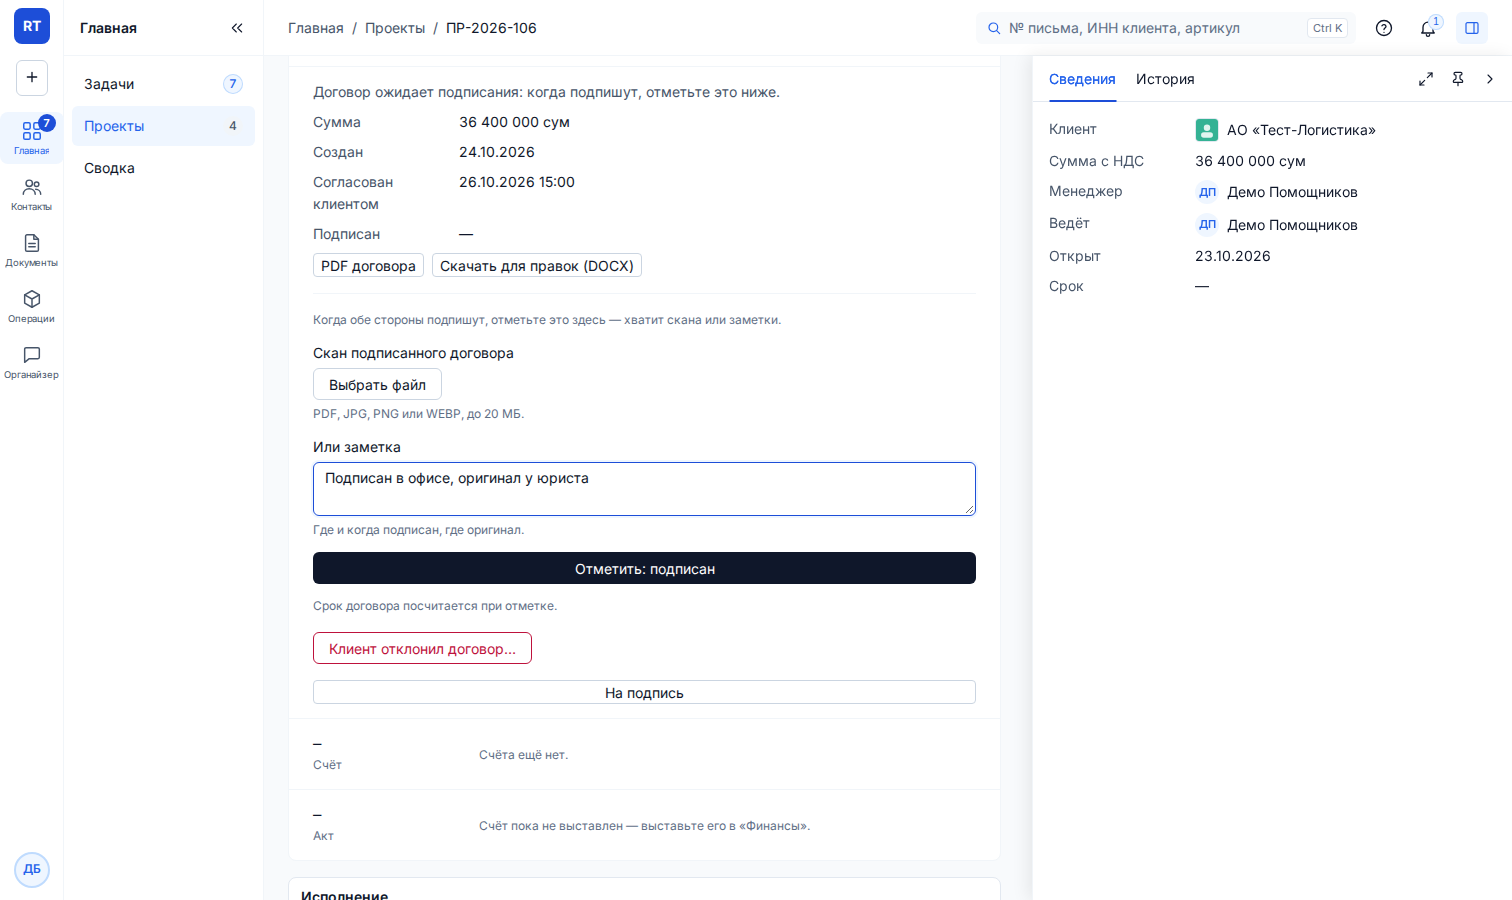 RT
Главная
Главная / Проекты / ПР-2026-106
№ письма, ИНН клиента, артикул
Ctrl K
1
7
Главная
Контакты
Документы
Операции
Органайзер
ДБ
Задачи
7
Проекты
4
Сводка
Договор ожидает подписания: когда подпишут, отметьте это ниже.
Сумма
36 400 000 сум
Создан
24.10.2026
Согласован
клиентом
26.10.2026 15:00
Подписан
—
PDF договора
Скачать для правок (DOCX)
Когда обе стороны подпишут, отметьте это здесь — хватит скана или заметки.
Скан подписанного договора
Выбрать файл
PDF, JPG, PNG или WEBP, до 20 МБ.
Или заметка
Подписан в офисе, оригинал у юриста
Где и когда подписан, где оригинал.
Отметить: подписан
Срок договора посчитается при отметке.
Клиент отклонил договор...
На подпись
–
Счёт
Счёта ещё нет.
–
Акт
Счёт пока не выставлен — выставьте его в «Финансы».
Исполнение
Сведения
История
Клиент
АО «Тест-Логистика»
Сумма с НДС
36 400 000 сум
Менеджер
ДП
Демо Помощников
Ведёт
ДП
Демо Помощников
Открыт
23.10.2026
Срок
—